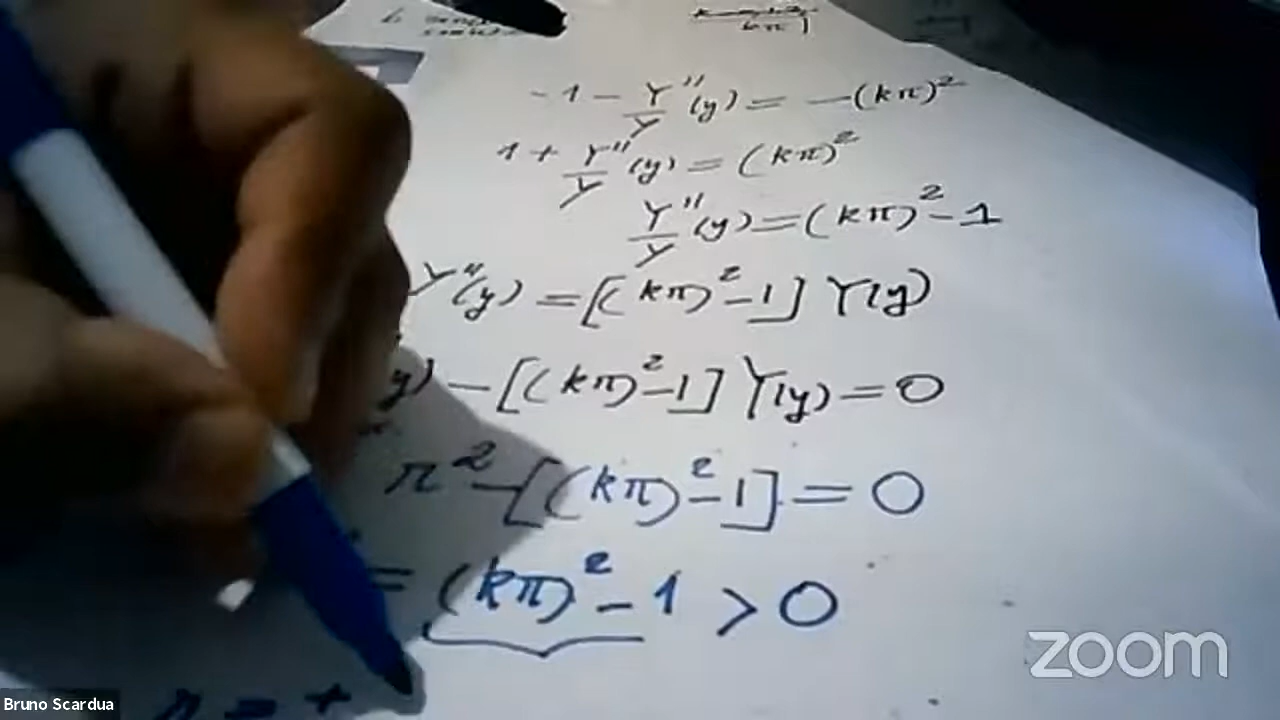 -1 - Y''/Y (y) = -(kπ)²
1 + Y''/Y (y) = (kπ)²
Y''/Y (y) = (kπ)² - 1
Y''(y) = [(kπ)² - 1] Y(y)
y) - [(kπ)² - 1] Y(y) = 0
r² - [(kπ)² - 1] = 0
= (kπ)² - 1 > 0
r = +
zoom
Bruno Scardua